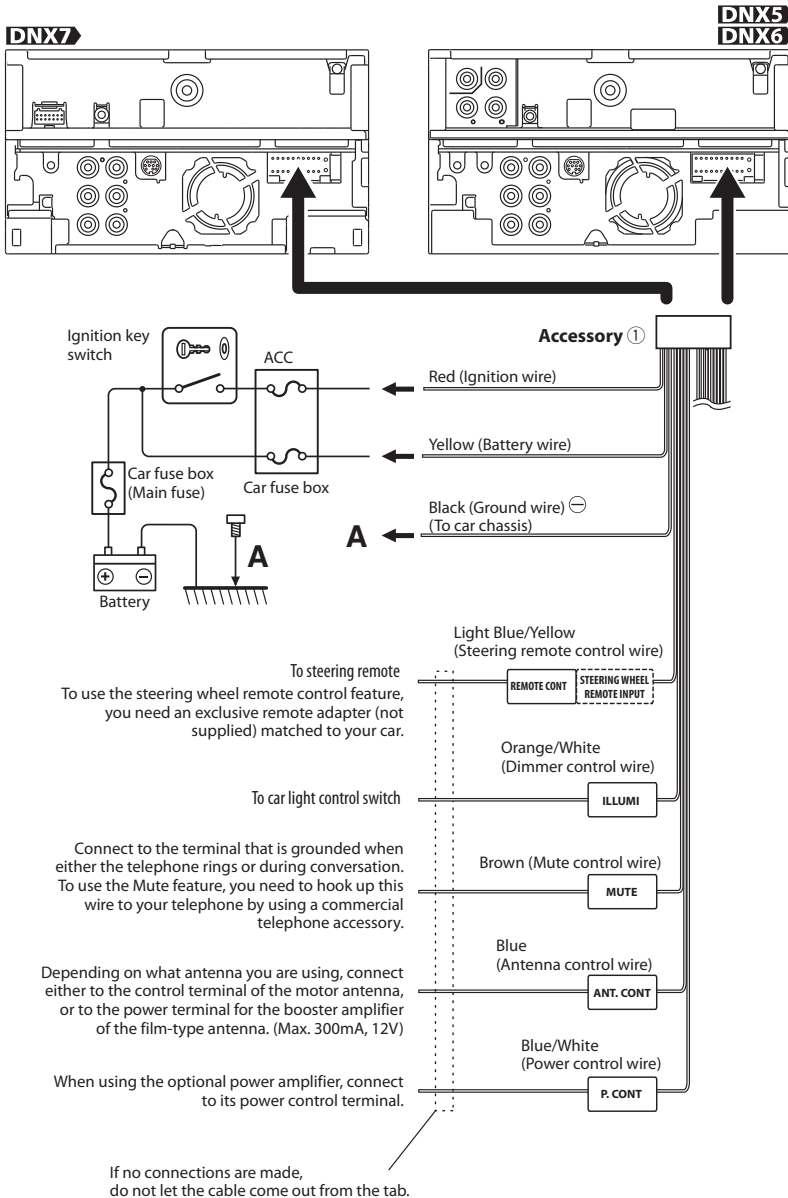 DNX7
DNX5
DNX6
Ignition key
switch
ACC
Accessory ①
Red (Ignition wire)
Yellow (Battery wire)
Car fuse box
(Main fuse)
Car fuse box
Black (Ground wire) ⊖
(To car chassis)
A
A
⊕ ⊖
Battery
Light Blue/Yellow
(Steering remote control wire)
To steering remote
REMOTE CONT
STEERING WHEEL
REMOTE INPUT
To use the steering wheel remote control feature,
you need an exclusive remote adapter (not
supplied) matched to your car.
Orange/White
(Dimmer control wire)
To car light control switch
ILLUMI
Connect to the terminal that is grounded when
either the telephone rings or during conversation.
To use the Mute feature, you need to hook up this
wire to your telephone by using a commercial
telephone accessory.
Brown (Mute control wire)
MUTE
Blue
(Antenna control wire)
Depending on what antenna you are using, connect
either to the control terminal of the motor antenna,
or to the power terminal for the booster amplifier
of the film-type antenna. (Max. 300mA, 12V)
ANT. CONT
Blue/White
(Power control wire)
When using the optional power amplifier, connect
to its power control terminal.
P. CONT
If no connections are made,
do not let the cable come out from the tab.